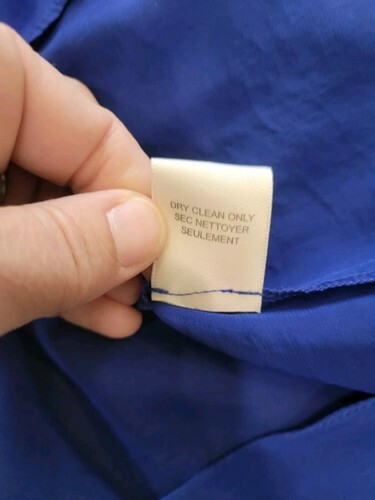 DRY CLEAN ONLY
SEC NETTOYER
SEULEMENT